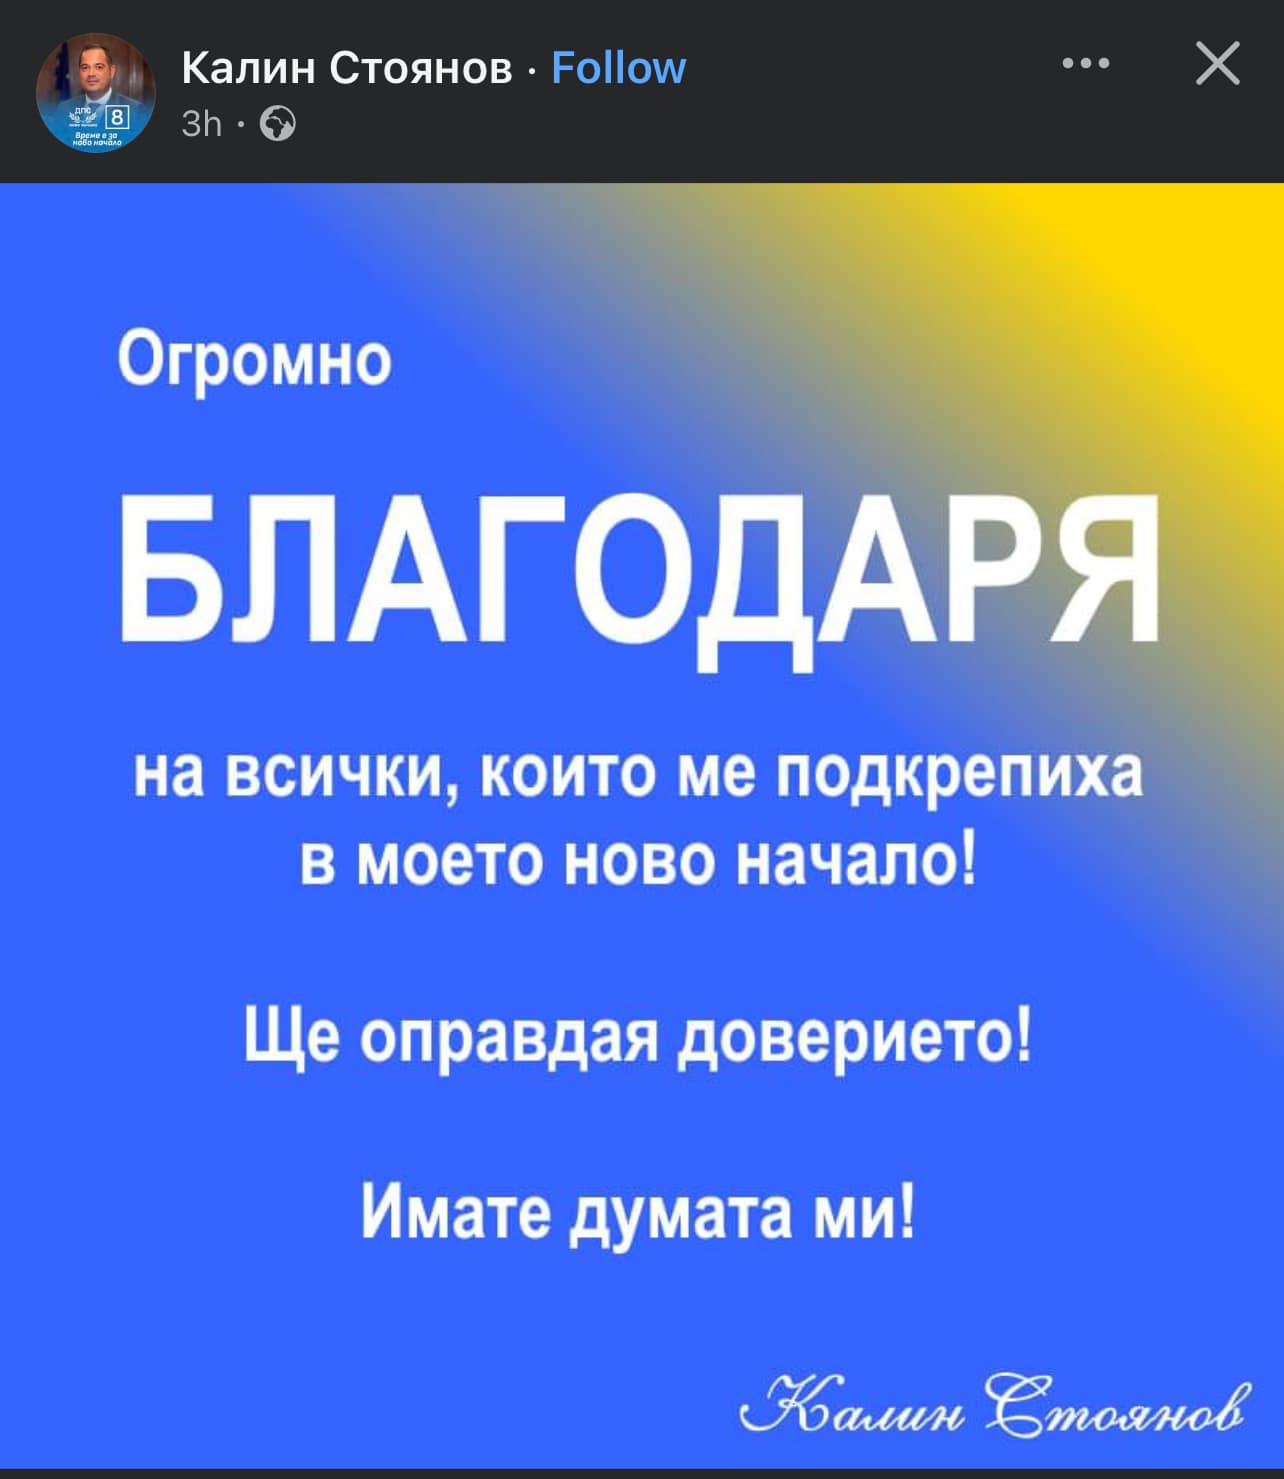 Калин Стоянов · Follow
3h ·
ДПС
8
Време е за
ново начало
Огромно
БЛАГОДАРЯ
на всички, които ме подкрепиха
в моето ново начало!
Ще оправдая доверието!
Имате думата ми!
Калин Стоянов